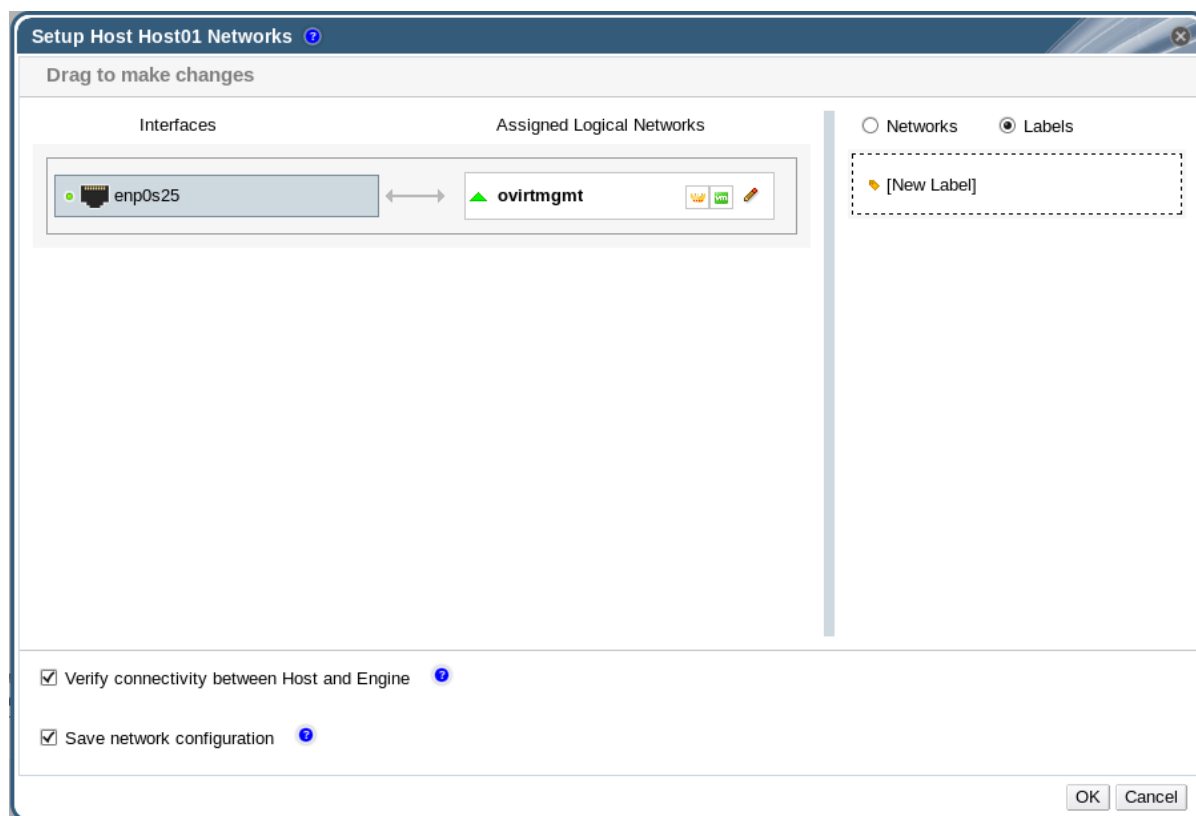 Setup Host Host01 Networks ?
Drag to make changes
Interfaces
Assigned Logical Networks
Networks
Labels
enp0s25
ovirtmgmt
vm
[New Label]
Verify connectivity between Host and Engine ?
Save network configuration ?
OK
Cancel